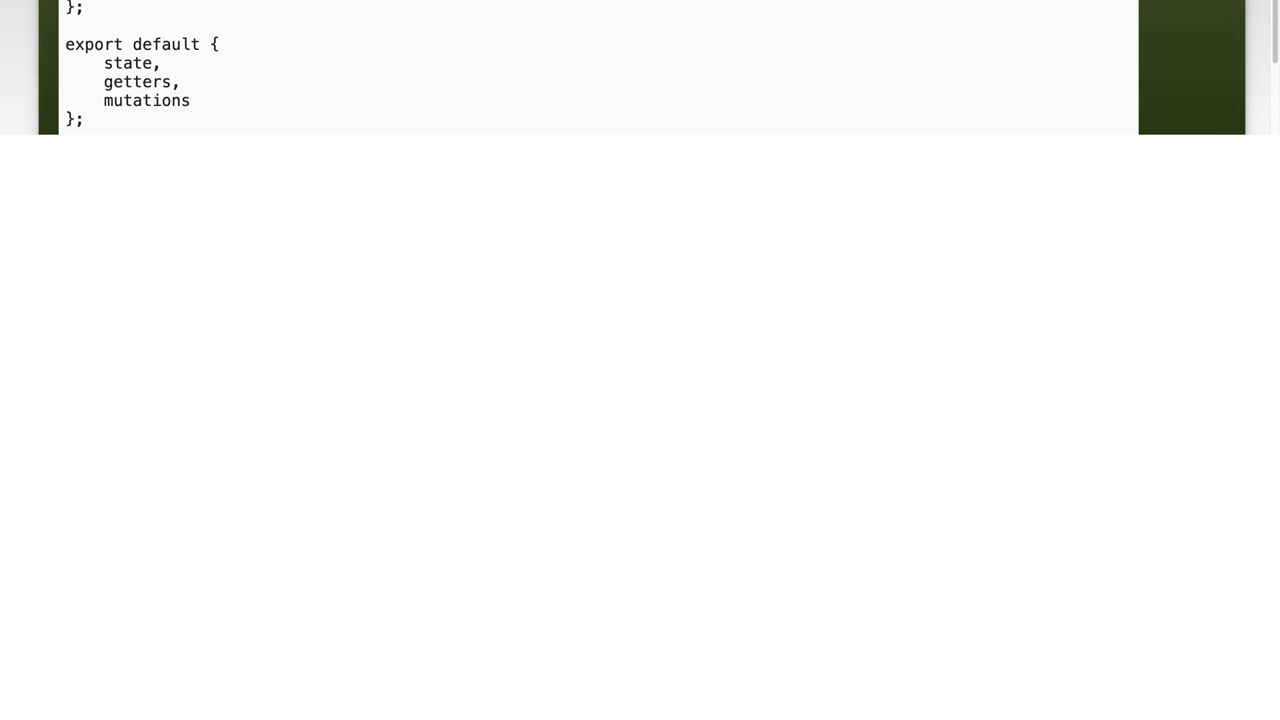 };
export default {
    state,
    getters,
    mutations
};